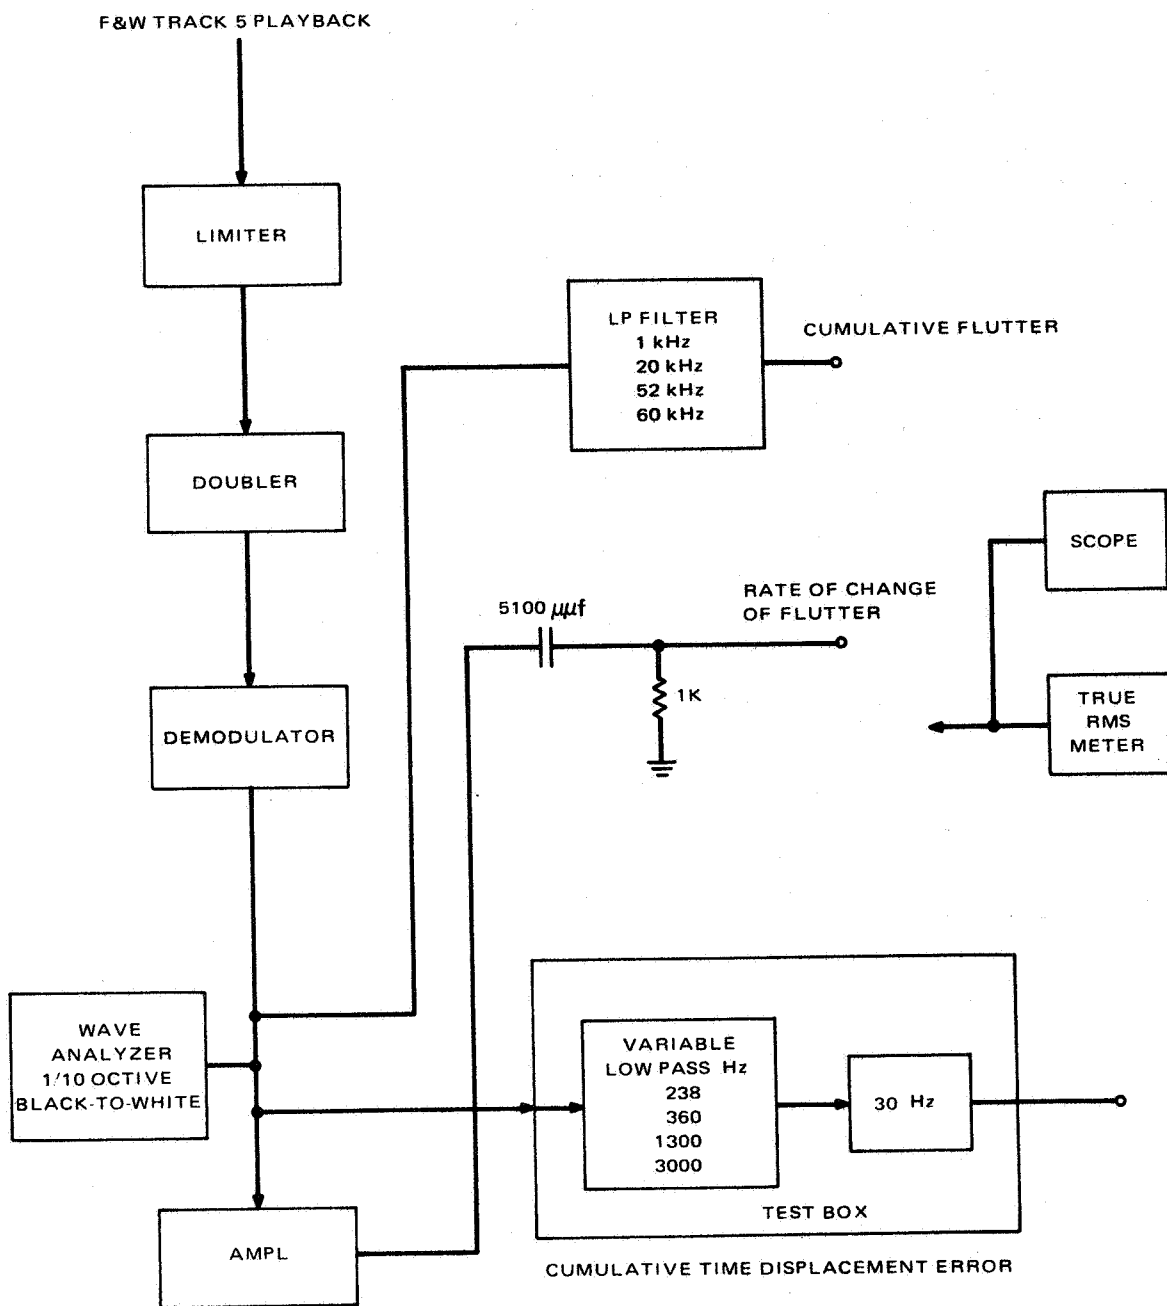 F&W TRACK 5 PLAYBACK
LIMITER
LP FILTER
1 kHz
20 kHz
52 kHz
60 kHz
CUMULATIVE FLUTTER
DOUBLER
SCOPE
5100 μμf
RATE OF CHANGE
OF FLUTTER
1K
TRUE
RMS
METER
DEMODULATOR
WAVE
ANALYZER
1/10 OCTIVE
BLACK-TO-WHITE
VARIABLE
LOW PASS Hz
238
360
1300
3000
30 Hz
TEST BOX
AMPL
CUMULATIVE TIME DISPLACEMENT ERROR